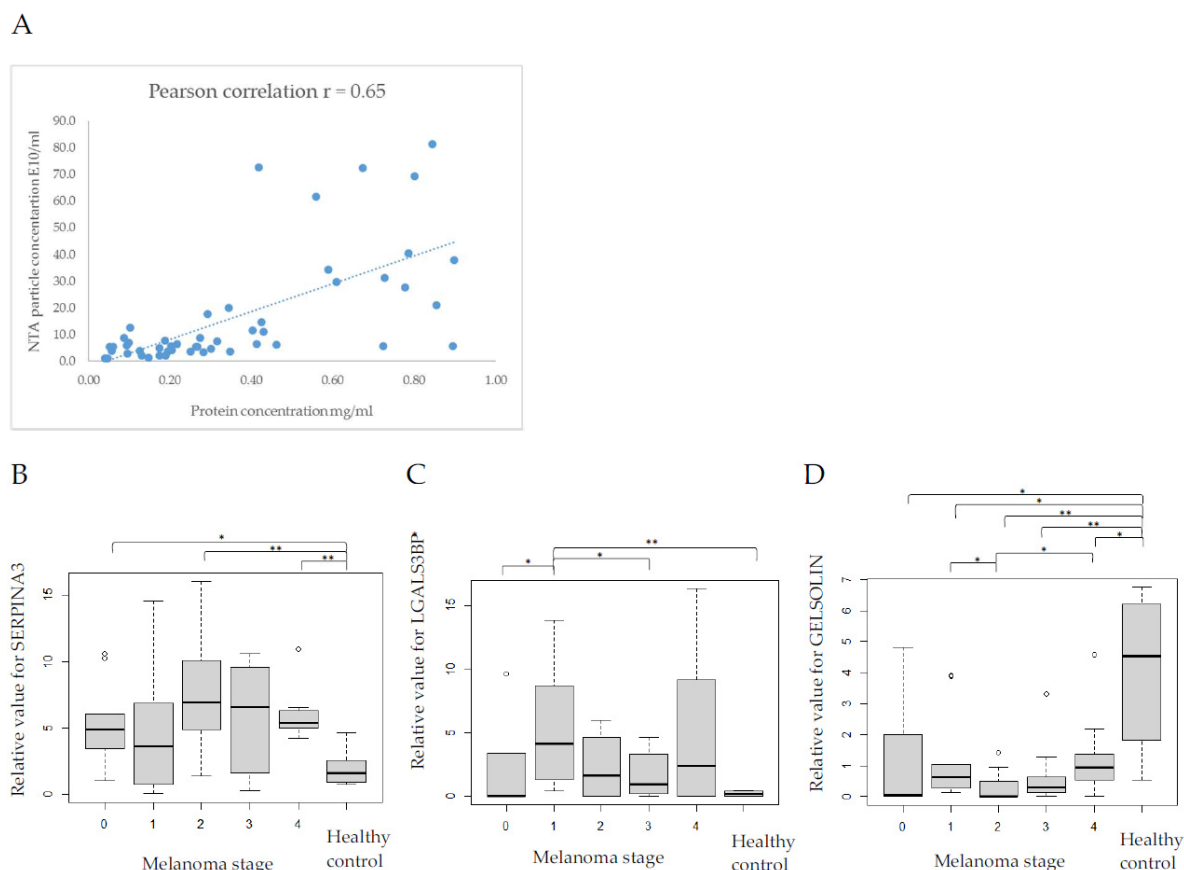 A
Pearson correlation r = 0.65
NTA particle concentartion E10/ml
90.0
80.0
70.0
60.0
50.0
40.0
30.0
20.0
10.0
0.0
0.00 0.20 0.40 0.60 0.80 1.00
Protein concentration mg/ml
B
*
**
**
Relative value for SERPINA3
15
10
5
0
0 1 2 3 4 Healthy
control
Melanoma stage
C
**
* *
Relative value for LGALS3BP*
15
10
5
0
0 1 2 3 4 Healthy
control
Melanoma stage
D
*
*
**
**
*
* *
Relative value for GELSOLIN
7
6
5
4
3
2
1
0
0 1 2 3 4 Healthy
control
Melanoma stage